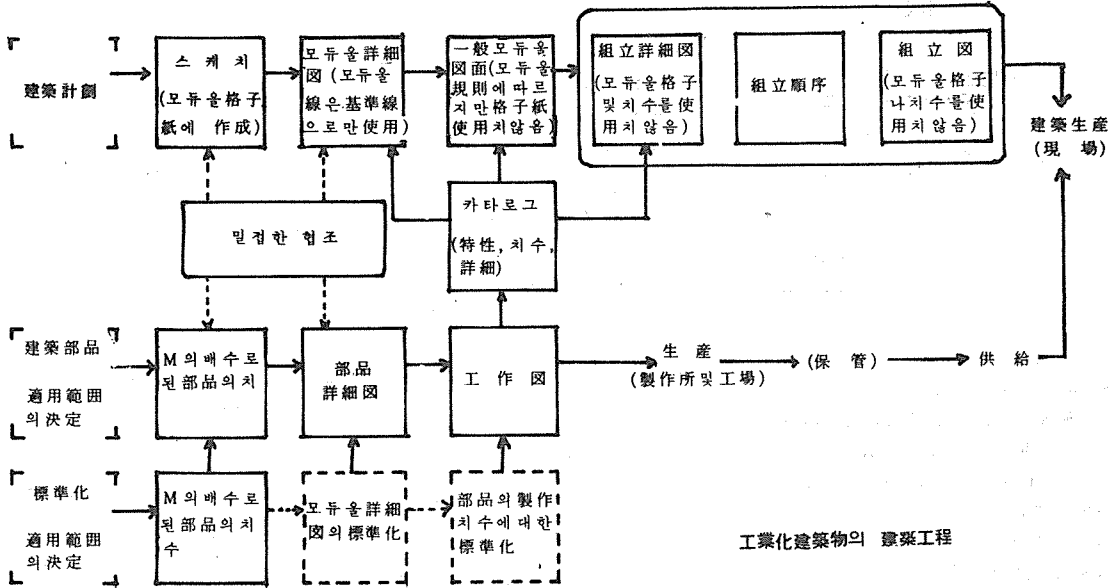 建築計劃
스 케 치
(모듀울格子
紙에 作成)
모듀울詳細
図 (모듀울
線은基準線
으로만使用)
一般모듀울
図面(모듀울
規則에따르
지만格子紙
使用치않음)
組立詳細図
(모듀울格子
및치수를使
用치않음)
組立順序
組 立 図
(모듀울格子
나치수를使
用치않음)
建築生産
(現 場)
밀접한 협조
카타로그
(特性, 치수,
詳細)
建築部品
適用範囲
의決定
M의배수로
된部品의치
部品
詳細図
工 作 図
生 産
(製作所및工場)
(保 管)
供 給
標準化
適用範囲
의決定
M의배수로
된部品의치
수
모듀울詳細
図의標準化
部品의製作
치수에대한
標準化
工業化建築物의 建築工程